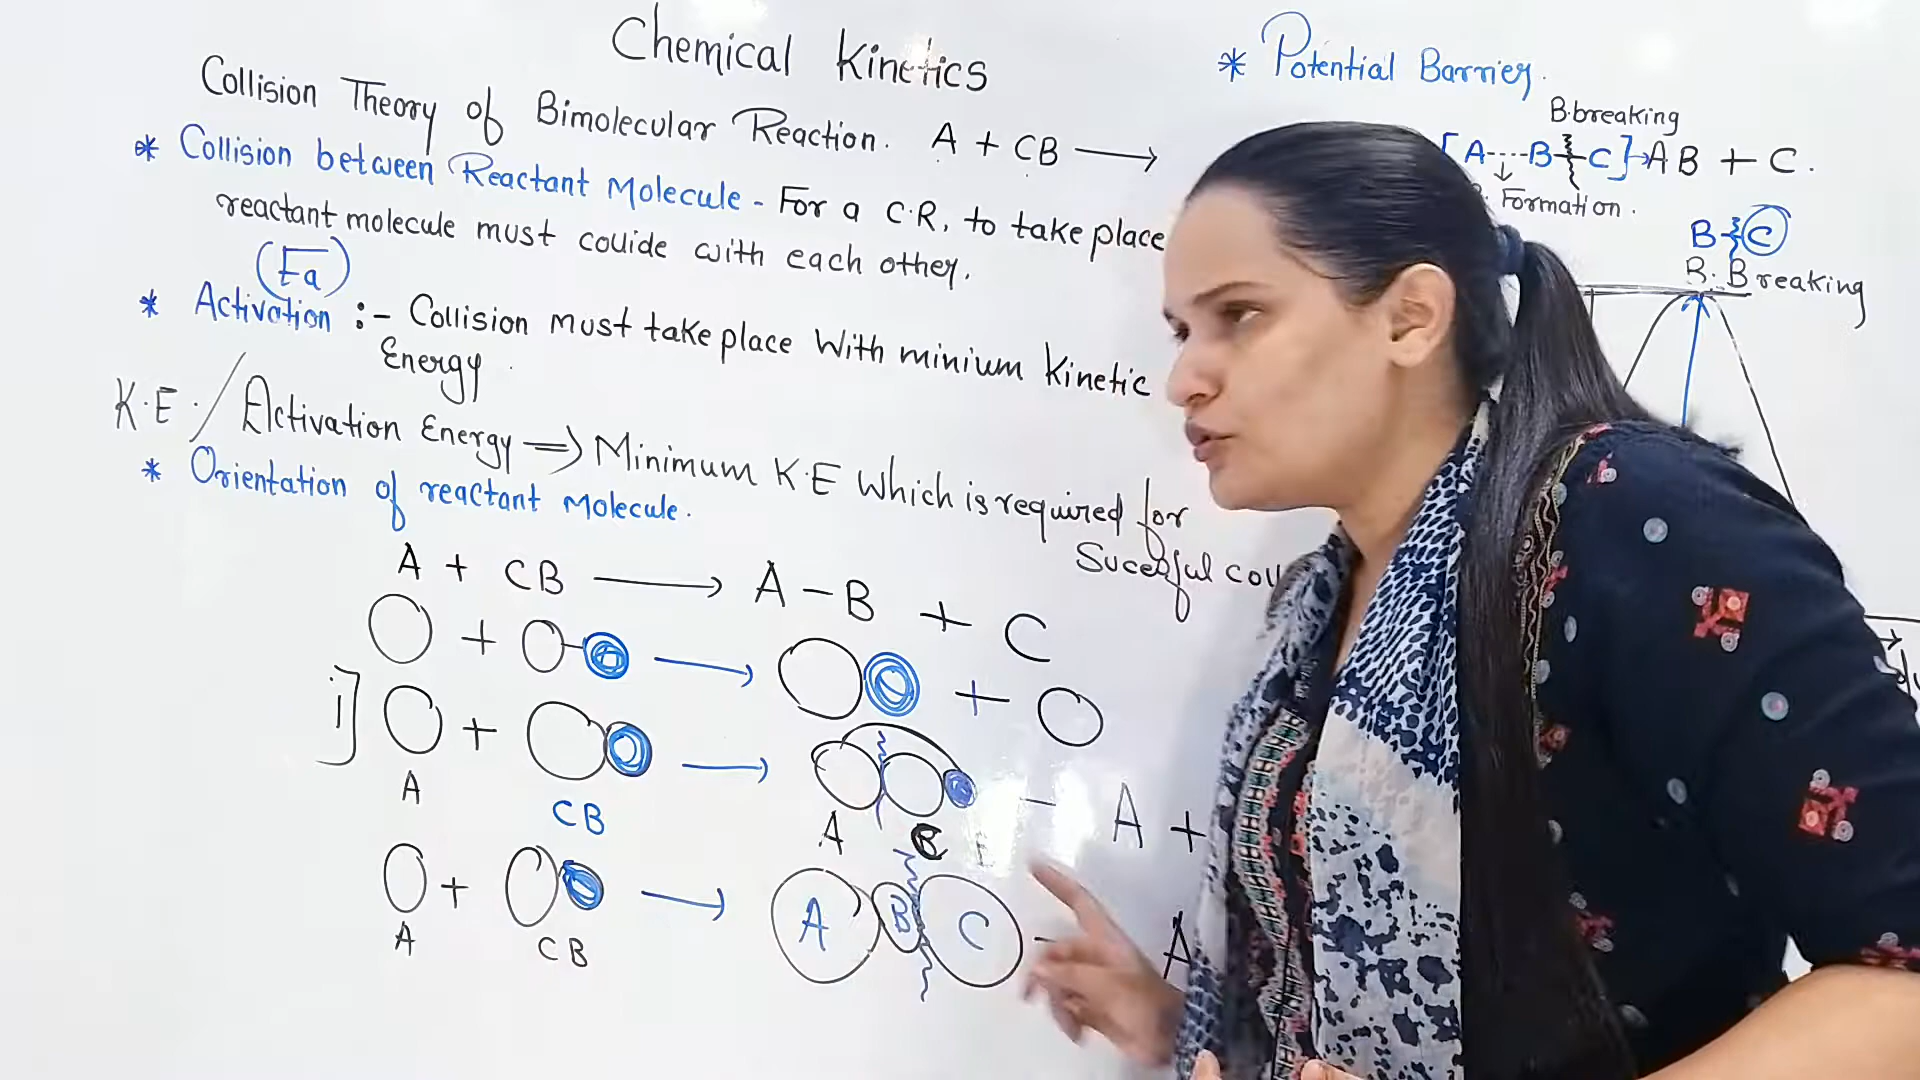 Chemical Kinetics
Collision Theory of Bimolecular Reaction. A + CB ⟶
* Collision between Reactant Molecule - For a C.R, to take place
reactant molecule must collide with each other.
(Ea)
* Activation :- Collision must take place With minium Kinetic
Energy.
K.E./Activation Energy ⇒ Minimum K.E Which is required for
Sucessful
* Orientation of reactant Molecule.
A + CB ⟶ A - B + C
+ ⟶ +
i] + ⟶ A +
A CB A B
+ ⟶ A B C A
A CB
* Potential Barrier.
B.breaking
[A----B C]→AB + C.
Formation.
B C
B. Breaking